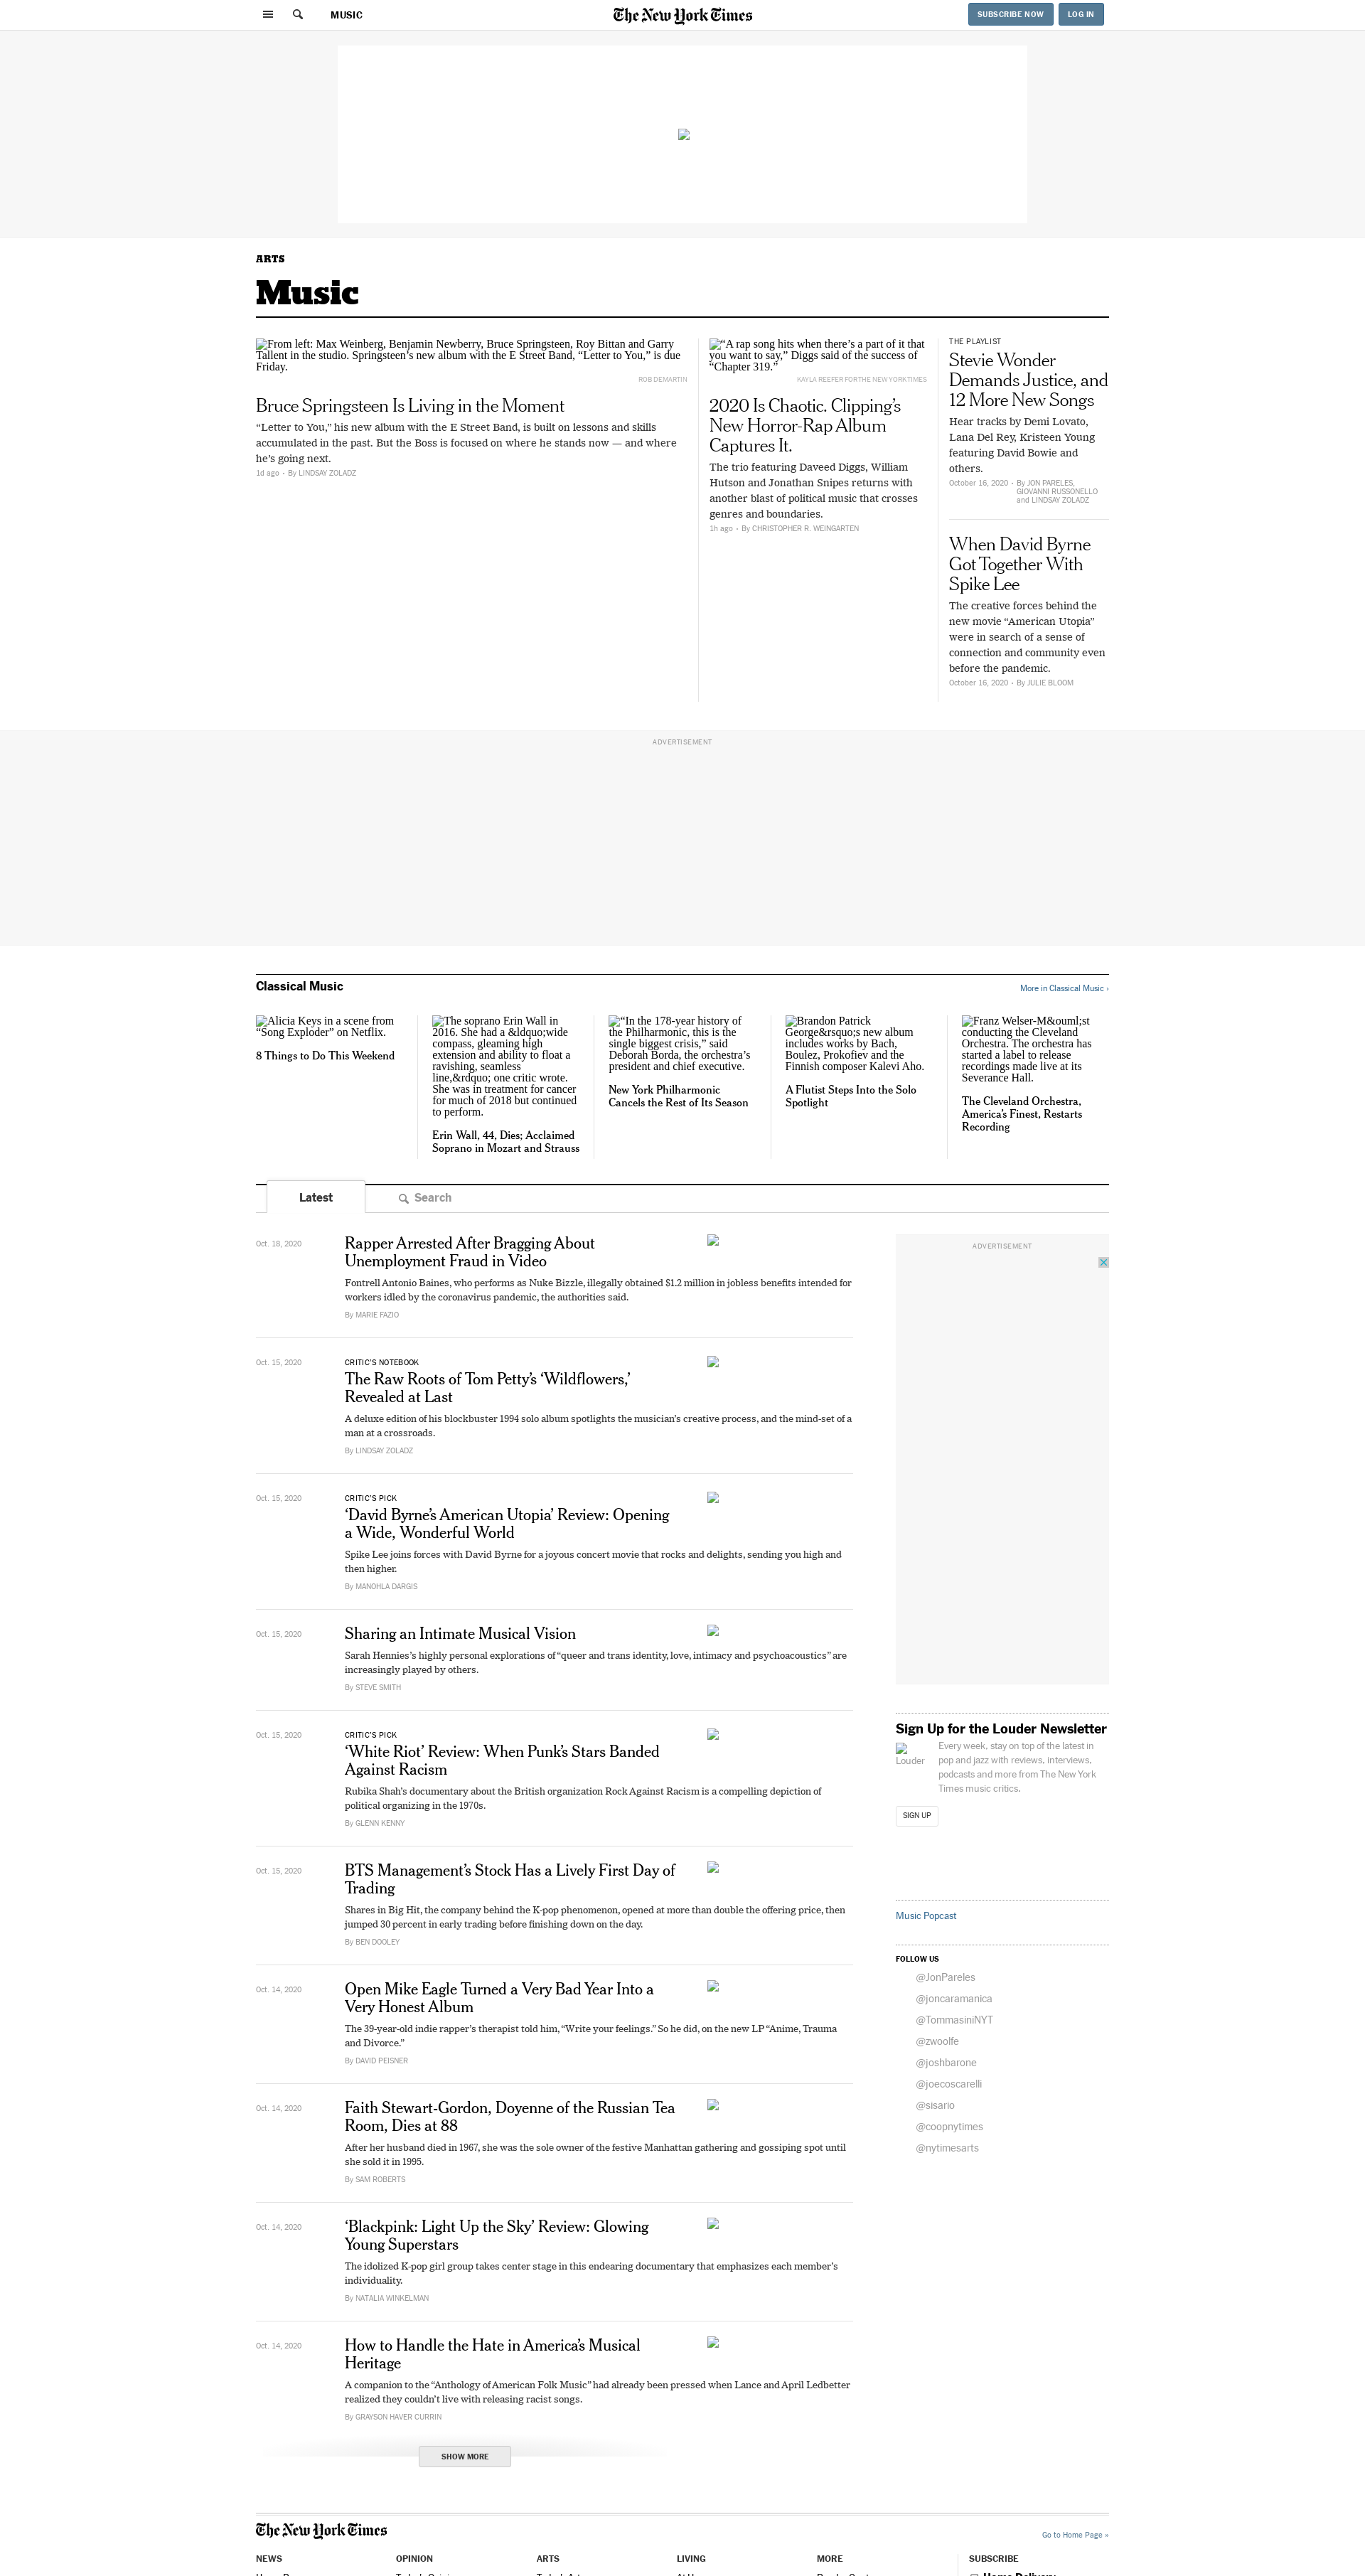 MUSIC
The New York Times
SUBSCRIBE NOW
LOG IN
ARTS
Music
From left: Max Weinberg, Benjamin Newberry, Bruce Springsteen, Roy Bittan and Garry
Tallent in the studio. Springsteen's new album with the E Street Band, "Letter to You," is due
Friday.
ROB DEMARTIN
Bruce Springsteen Is Living in the Moment
“Letter to You,” his new album with the E Street Band, is built on lessons and skills
accumulated in the past. But the Boss is focused on where he stands now — and where
he’s going next.
1d ago • By LINDSAY ZOLADZ
“A rap song hits when there’s a part of it that
you want to say,” Diggs said of the success of
“Chapter 319.”
KAYLA REEFER FOR THE NEW YORK TIMES
2020 Is Chaotic. Clipping’s
New Horror-Rap Album
Captures It.
The trio featuring Daveed Diggs, William
Hutson and Jonathan Snipes returns with
another blast of political music that crosses
genres and boundaries.
1h ago • By CHRISTOPHER R. WEINGARTEN
THE PLAYLIST
Stevie Wonder
Demands Justice, and
12 More New Songs
Hear tracks by Demi Lovato,
Lana Del Rey, Kristeen Young
featuring David Bowie and
others.
October 16, 2020 • By JON PARELES,
GIOVANNI RUSSONELLO
and LINDSAY ZOLADZ
When David Byrne
Got Together With
Spike Lee
The creative forces behind the
new movie “American Utopia”
were in search of a sense of
connection and community even
before the pandemic.
October 16, 2020 • By JULIE BLOOM
ADVERTISEMENT
Classical Music
More in Classical Music ›
Alicia Keys in a scene from
“Song Exploder” on Netflix.
8 Things to Do This Weekend
The soprano Erin Wall in
2016. She had a &ldquo;wide
compass, gleaming high
extension and ability to float a
ravishing, seamless
line,&rdquo; one critic wrote.
She was in treatment for cancer
for much of 2018 but continued
to perform.
Erin Wall, 44, Dies; Acclaimed
Soprano in Mozart and Strauss
“In the 178-year history of
the Philharmonic, this is the
single biggest crisis,” said
Deborah Borda, the orchestra’s
president and chief executive.
New York Philharmonic
Cancels the Rest of Its Season
Brandon Patrick
George&rsquo;s new album
includes works by Bach,
Boulez, Prokofiev and the
Finnish composer Kalevi Aho.
A Flutist Steps Into the Solo
Spotlight
Franz Welser-M&ouml;st
conducting the Cleveland
Orchestra. The orchestra has
started a label to release
recordings made live at its
Severance Hall.
The Cleveland Orchestra,
America’s Finest, Restarts
Recording
Latest
Search
Oct. 18, 2020
Rapper Arrested After Bragging About
Unemployment Fraud in Video
Fontrell Antonio Baines, who performs as Nuke Bizzle, illegally obtained $1.2 million in jobless benefits intended for
workers idled by the coronavirus pandemic, the authorities said.
By MARIE FAZIO
Oct. 15, 2020
CRITIC’S NOTEBOOK
The Raw Roots of Tom Petty’s ‘Wildflowers,’
Revealed at Last
A deluxe edition of his blockbuster 1994 solo album spotlights the musician’s creative process, and the mind-set of a
man at a crossroads.
By LINDSAY ZOLADZ
Oct. 15, 2020
CRITIC’S PICK
‘David Byrne’s American Utopia’ Review: Opening
a Wide, Wonderful World
Spike Lee joins forces with David Byrne for a joyous concert movie that rocks and delights, sending you high and
then higher.
By MANOHLA DARGIS
Oct. 15, 2020
Sharing an Intimate Musical Vision
Sarah Hennies’s highly personal explorations of “queer and trans identity, love, intimacy and psychoacoustics” are
increasingly played by others.
By STEVE SMITH
Oct. 15, 2020
CRITIC’S PICK
‘White Riot’ Review: When Punk’s Stars Banded
Against Racism
Rubika Shah’s documentary about the British organization Rock Against Racism is a compelling depiction of
political organizing in the 1970s.
By GLENN KENNY
Oct. 15, 2020
BTS Management’s Stock Has a Lively First Day of
Trading
Shares in Big Hit, the company behind the K-pop phenomenon, opened at more than double the offering price, then
jumped 30 percent in early trading before finishing down on the day.
By BEN DOOLEY
Oct. 14, 2020
Open Mike Eagle Turned a Very Bad Year Into a
Very Honest Album
The 39-year-old indie rapper’s therapist told him, “Write your feelings.” So he did, on the new LP “Anime, Trauma
and Divorce.”
By DAVID PEISNER
Oct. 14, 2020
Faith Stewart-Gordon, Doyenne of the Russian Tea
Room, Dies at 88
After her husband died in 1967, she was the sole owner of the festive Manhattan gathering and gossiping spot until
she sold it in 1995.
By SAM ROBERTS
Oct. 14, 2020
‘Blackpink: Light Up the Sky’ Review: Glowing
Young Superstars
The idolized K-pop girl group takes center stage in this endearing documentary that emphasizes each member’s
individuality.
By NATALIA WINKELMAN
Oct. 14, 2020
How to Handle the Hate in America’s Musical
Heritage
A companion to the “Anthology of American Folk Music” had already been pressed when Lance and April Ledbetter
realized they couldn’t live with releasing racist songs.
By GRAYSON HAVER CURRIN
SHOW MORE
ADVERTISEMENT
Sign Up for the Louder Newsletter
Louder
Every week, stay on top of the latest in
pop and jazz with reviews, interviews,
podcasts and more from The New York
Times music critics.
SIGN UP
Music Popcast
FOLLOW US
@JonPareles
@joncaramanica
@TommasiniNYT
@zwoolfe
@joshbarone
@joecoscarelli
@sisario
@coopnytimes
@nytimesarts
The New York Times
Go to Home Page »
NEWS
OPINION
ARTS
LIVING
MORE
SUBSCRIBE